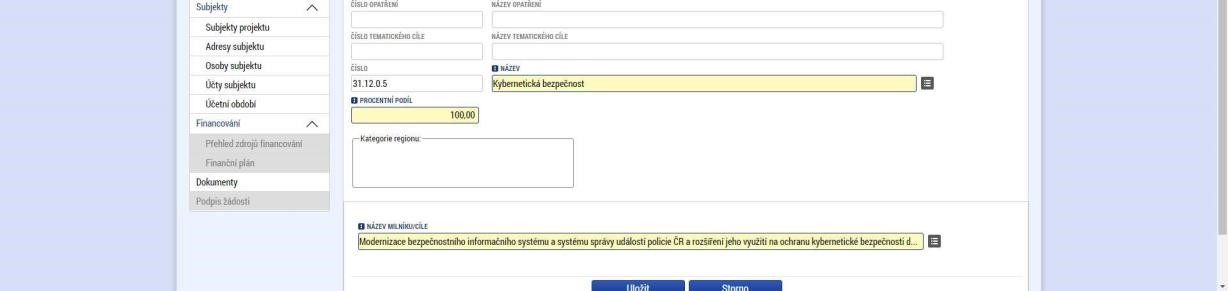 Subjekty
Subjekty projektu
Adresy subjektu
Osoby subjektu
Účty subjektu
Účetní období
Financování
Přehled zdrojů financování
Finanční plán
Dokumenty
Podpis žádosti
ČÍSLO OPATŘENÍ NÁZEV OPATŘENÍ
ČÍSLO TEMATICKÉHO CÍLE NÁZEV TEMATICKÉHO CÍLE
ČÍSLO NÁZEV
31.12.0.5 Kybernetická bezpečnost
PROCENTNÍ PODÍL
100,00
Kategorie regionu:
NÁZEV MILNÍKU/CÍLE
Modernizace bezpečnostního informačního systému a systému správy událostí policie ČR a rozšíření jeho využití na ochranu kybernetické bezpečnosti d...
Uložit Storno